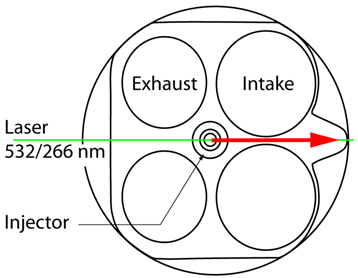 Exhaust
Intake
Laser
532/266 nm
Injector